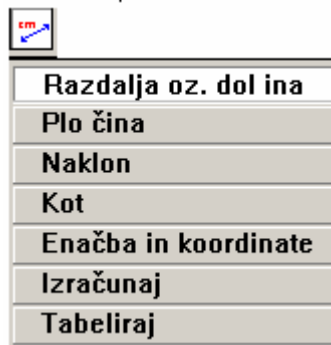 cm
Razdalja oz. dol ina
Plo čina
Naklon
Kot
Enačba in koordinate
Izračunaj
Tabeliraj